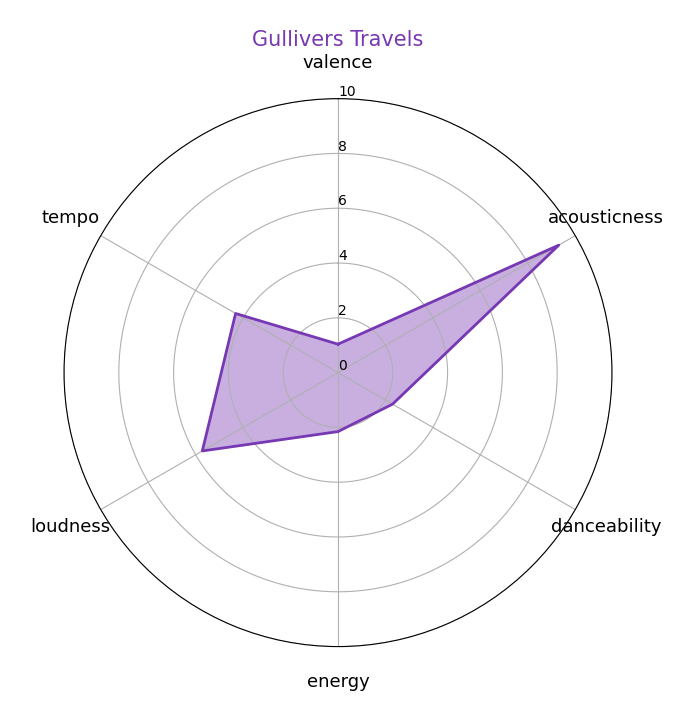 Gullivers Travels
valence
10
8
6
4
2
0
tempo
acousticness
loudness
danceability
energy